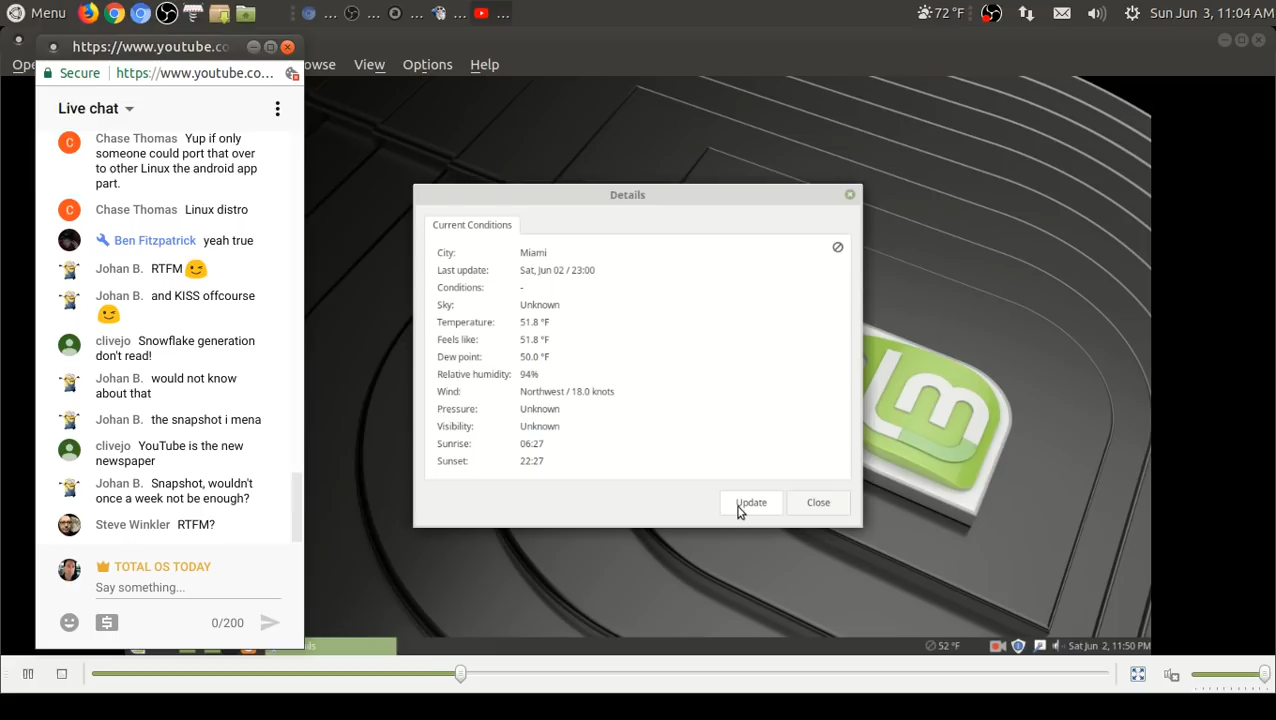 Menu ... ... ... ... ... 72 °F Sun Jun 3, 11:04 AM
https://www.youtube.co
Secure https://www.youtube.co...
Ope owse View Options Help
Live chat
Chase Thomas Yup if only
someone could port that over
to other Linux the android app
part.
Chase Thomas Linux distro
Ben Fitzpatrick yeah true
Johan B. RTFM
Johan B. and KISS offcourse
clivejo Snowflake generation
don't read!
Johan B. would not know
about that
Johan B. the snapshot i mena
clivejo YouTube is the new
newspaper
Johan B. Snapshot, wouldn't
once a week not be enough?
Steve Winkler RTFM?
TOTAL OS TODAY
Say something...
0/200
Details
Current Conditions
City: Miami
Last update: Sat, Jun 02 / 23:00
Conditions: -
Sky: Unknown
Temperature: 51.8 °F
Feels like: 51.8 °F
Dew point: 50.0 °F
Relative humidity: 94%
Wind: Northwest / 18.0 knots
Pressure: Unknown
Visibility: Unknown
Sunrise: 06:27
Sunset: 22:27
Update Close
ils 52 °F Sat Jun 2, 11:50 PM